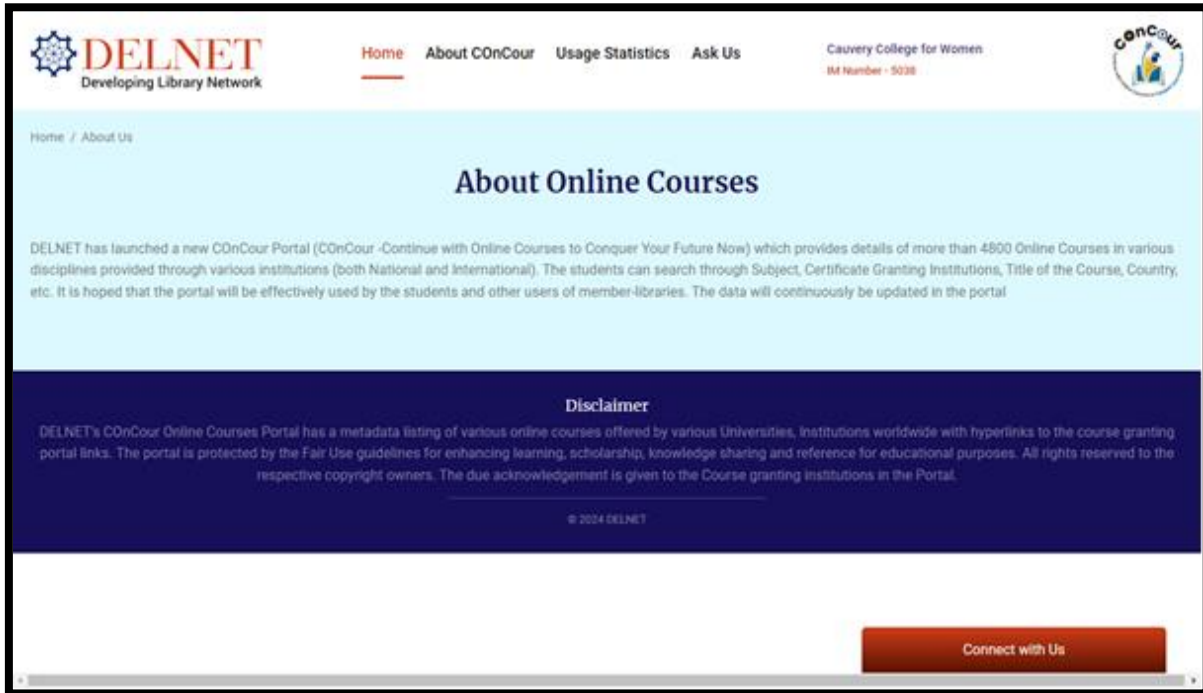 DELNET
Developing Library Network
Home About COnCour Usage Statistics Ask Us
Cauvery College for Women
IM Number - 5038
COnCour
Home / About Us
About Online Courses
DELNET has launched a new COnCour Portal (COnCour -Continue with Online Courses to Conquer Your Future Now) which provides details of more than 4800 Online Courses in various
disciplines provided through various institutions (both National and International). The students can search through Subject, Certificate Granting Institutions, Title of the Course, Country,
etc. It is hoped that the portal will be effectively used by the students and other users of member-libraries. The data will continuously be updated in the portal
Disclaimer
DELNET's COnCour Online Courses Portal has a metadata listing of various online courses offered by various Universities, Institutions worldwide with hyperlinks to the course granting
portal links. The portal is protected by the Fair Use guidelines for enhancing learning, scholarship, knowledge sharing and reference for educational purposes. All rights reserved to the
respective copyright owners. The due acknowledgement is given to the Course granting institutions in the Portal.
© 2024 DELNET
Connect with Us